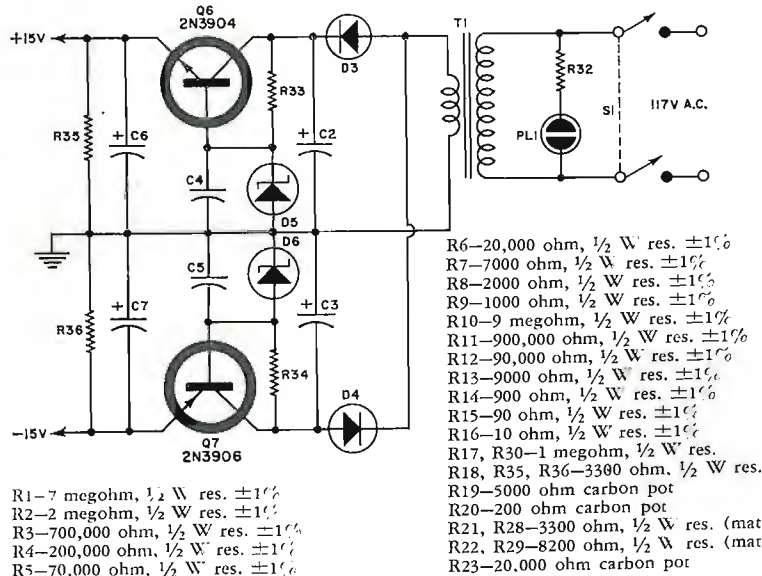 Q6
2N3904
+15V
T1
D3
R33
R32
R35
C6
+
C2
+
S1
117V A.C.
PL1
C4
D5
D6
C5
C7
+
C3
+
R36
R34
D4
-15V
Q7
2N3906
R1–7 megohm, ½ W res. ±1%
R2–2 megohm, ½ W res. ±1%
R3–700,000 ohm, ½ W res. ±1%
R4–200,000 ohm, ½ W res. ±1%
R5–70,000 ohm, ½ W res. ±1%
R6–20,000 ohm, ½ W res. ±1%
R7–7000 ohm, ½ W res. ±1%
R8–2000 ohm, ½ W res. ±1%
R9–1000 ohm, ½ W res. ±1%
R10–9 megohm, ½ W res. ±1%
R11–900,000 ohm, ½ W res. ±1%
R12–90,000 ohm, ½ W res. ±1%
R13–9000 ohm, ½ W res. ±1%
R14–900 ohm, ½ W res. ±1%
R15–90 ohm, ½ W res. ±1%
R16–10 ohm, ½ W res. ±1%
R17, R30–1 megohm, ½ W res.
R18, R35, R36–3300 ohm, ½ W res.
R19–5000 ohm carbon pot
R20–200 ohm carbon pot
R21, R28–3300 ohm, ½ W res. (mat
R22, R29–8200 ohm, ½ W res. (mat
R23–20,000 ohm carbon pot